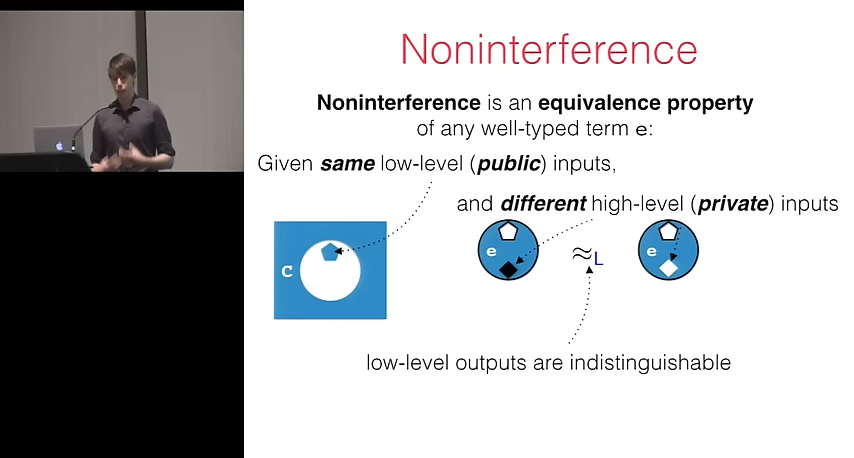 Noninterference
Noninterference is an equivalence property
of any well-typed term e:
Given same low-level (public) inputs,
and different high-level (private) inputs
C
e
≈L
e
low-level outputs are indistinguishable